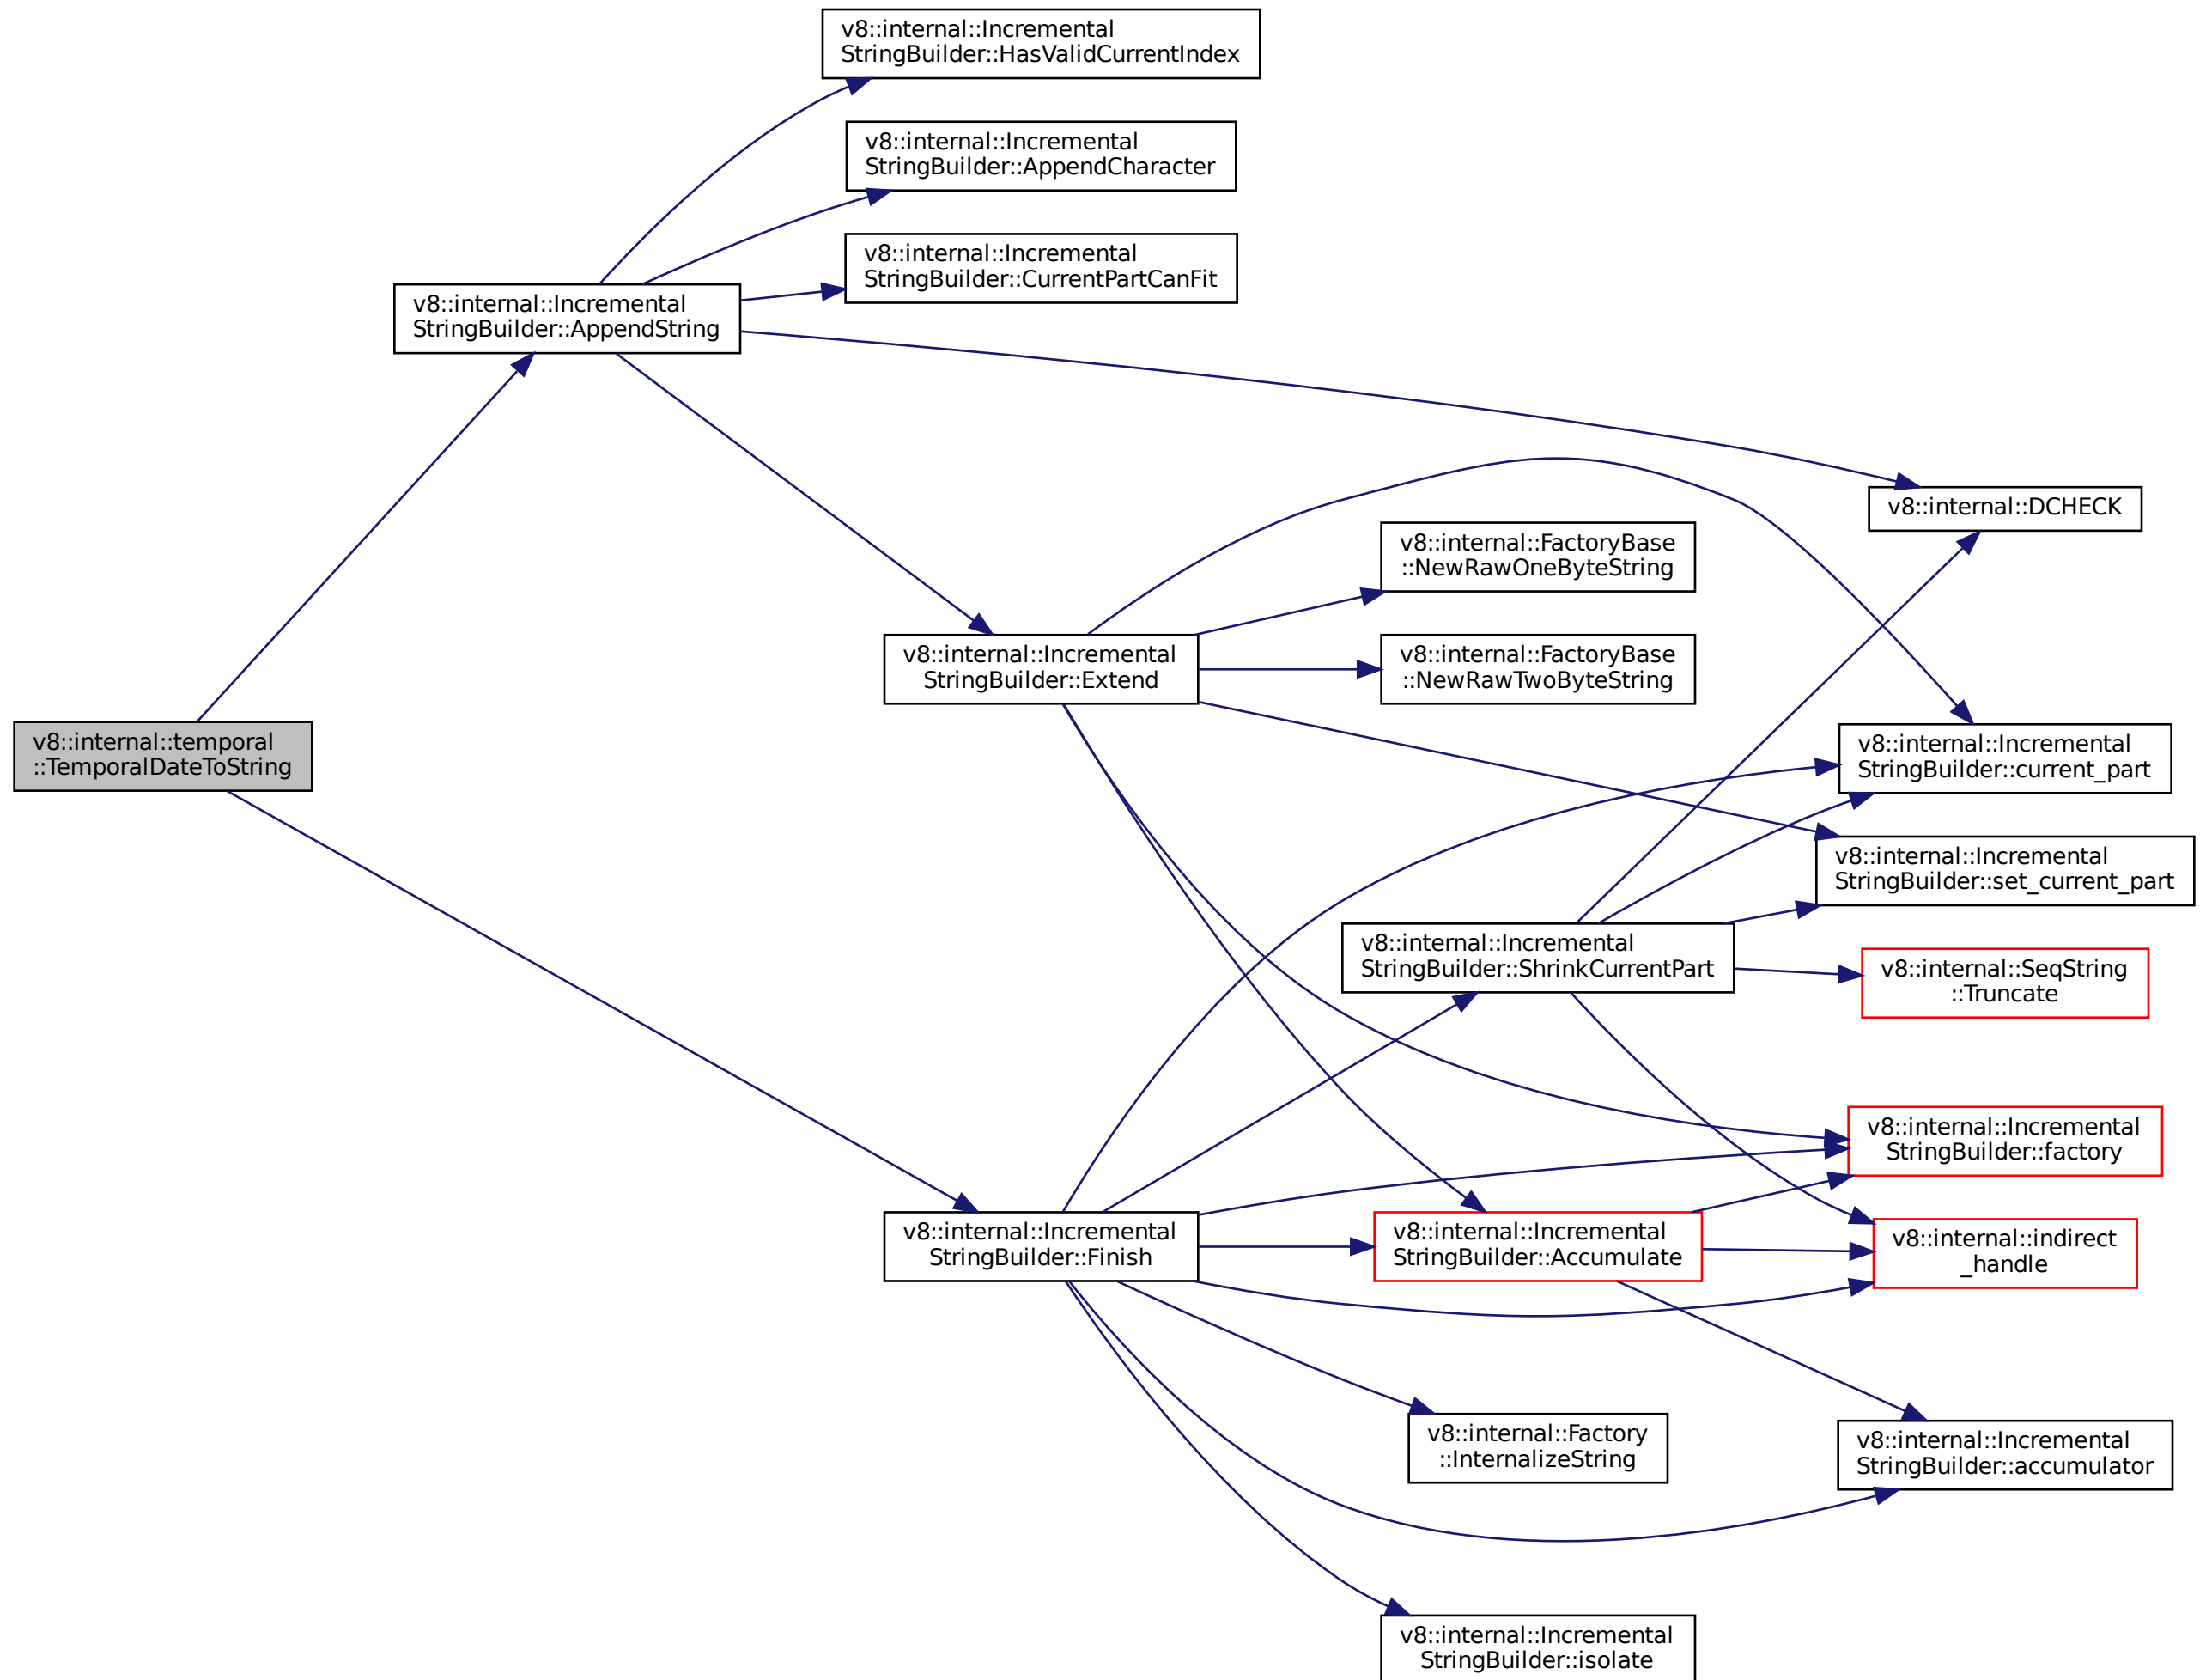 v8::internal::Incremental
StringBuilder::HasValidCurrentIndex
v8::internal::Incremental
StringBuilder::AppendCharacter
v8::internal::Incremental
StringBuilder::CurrentPartCanFit
v8::internal::Incremental
StringBuilder::AppendString
v8::internal::DCHECK
v8::internal::FactoryBase
::NewRawOneByteString
v8::internal::Incremental
StringBuilder::Extend
v8::internal::FactoryBase
::NewRawTwoByteString
v8::internal::temporal
::TemporalDateToString
v8::internal::Incremental
StringBuilder::current_part
v8::internal::Incremental
StringBuilder::set_current_part
v8::internal::Incremental
StringBuilder::ShrinkCurrentPart
v8::internal::SeqString
::Truncate
v8::internal::Incremental
StringBuilder::factory
v8::internal::Incremental
StringBuilder::Finish
v8::internal::Incremental
StringBuilder::Accumulate
v8::internal::indirect
_handle
v8::internal::Factory
::InternalizeString
v8::internal::Incremental
StringBuilder::accumulator
v8::internal::Incremental
StringBuilder::isolate